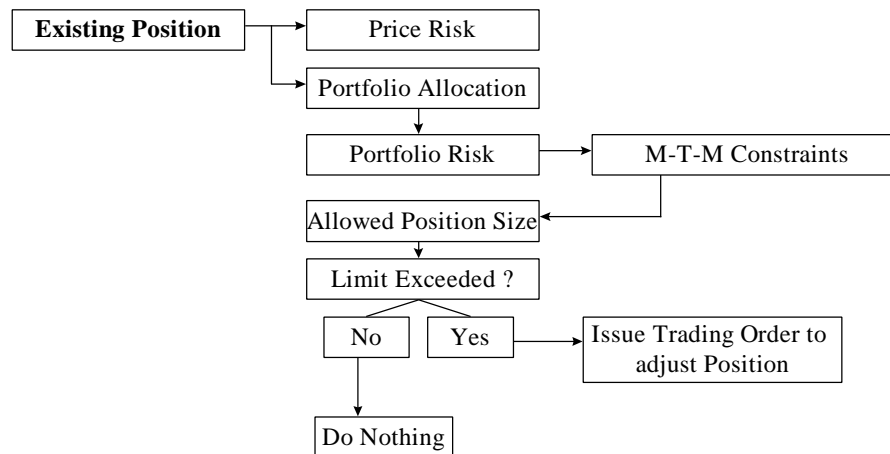 Existing Position
Price Risk
Portfolio Allocation
Portfolio Risk
M-T-M Constraints
Allowed Position Size
Limit Exceeded ?
No
Yes
Issue Trading Order to
adjust Position
Do Nothing